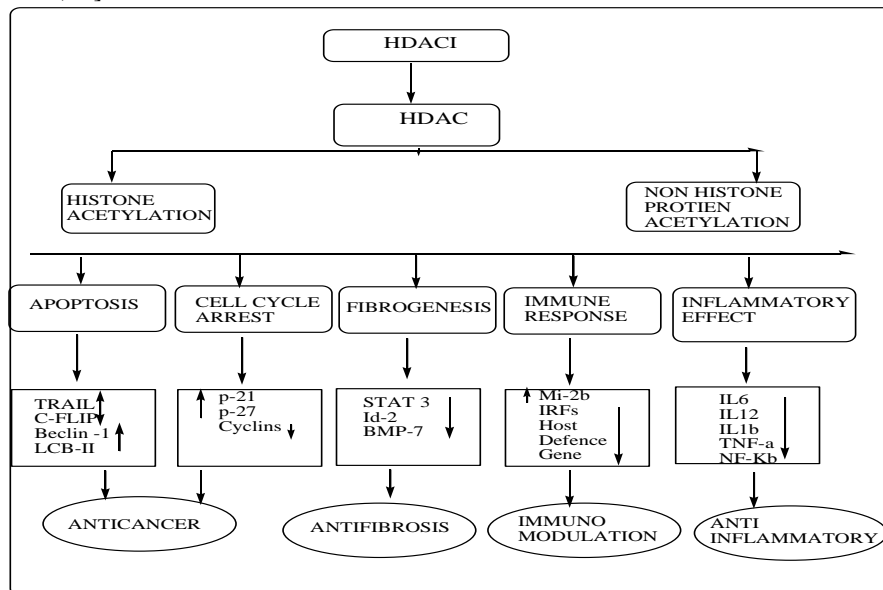 HDACI
HDAC
HISTONE
ACETYLATION
NON HISTONE
PROTIEN
ACETYLATION
APOPTOSIS
CELL CYCLE
ARREST
FIBROGENESIS
IMMUNE
RESPONSE
INFLAMMATORY
EFFECT
TRAIL
C-FLIP
Beclin -1
LCB-II
p-21
p-27
Cyclins
STAT 3
Id-2
BMP-7
Mi-2b
IRFs
Host
Defence
Gene
IL6
IL12
IL1b
TNF-a
NF-Kb
ANTICANCER
ANTIFIBROSIS
IMMUNO
MODULATION
ANTI
INFLAMMATORY